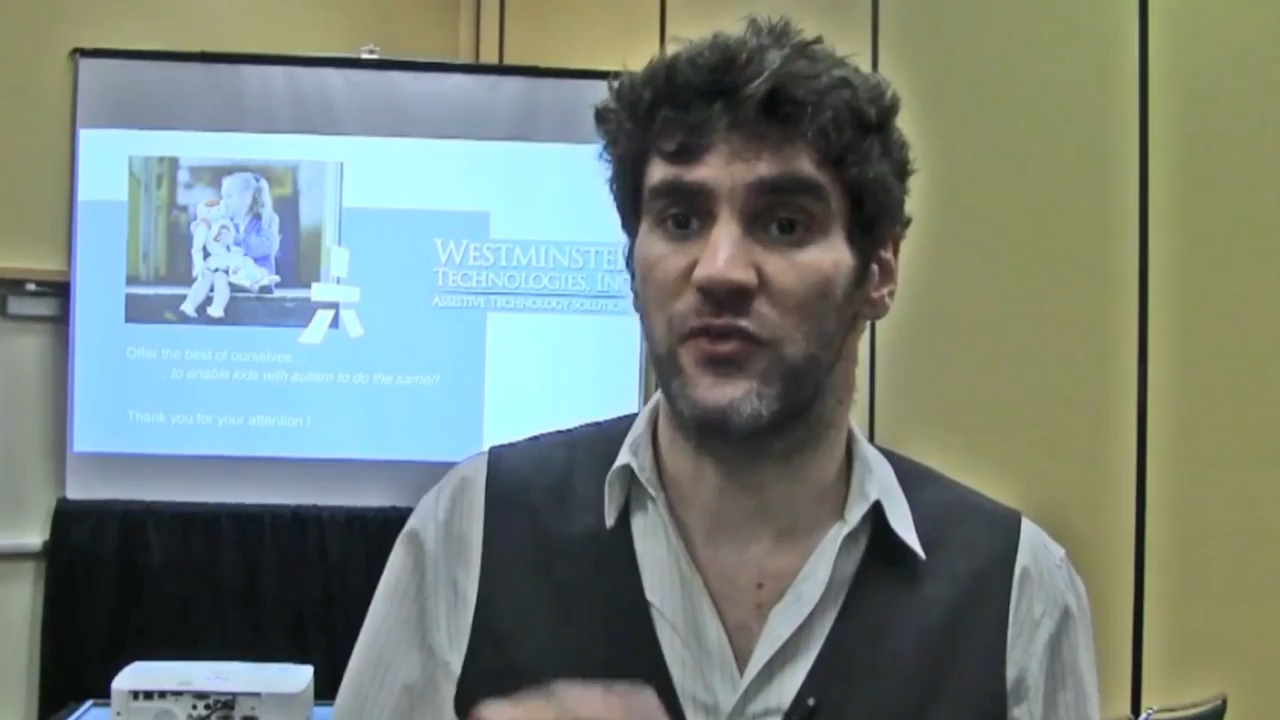 WESTMINSTE
TECHNOLOGIES, INC
ASSISTIVE TECHNOLOGY SOLUTIO
Offer the best of ourselves...
... to enable kids with autism to do the same!!
Thank you for your attention !